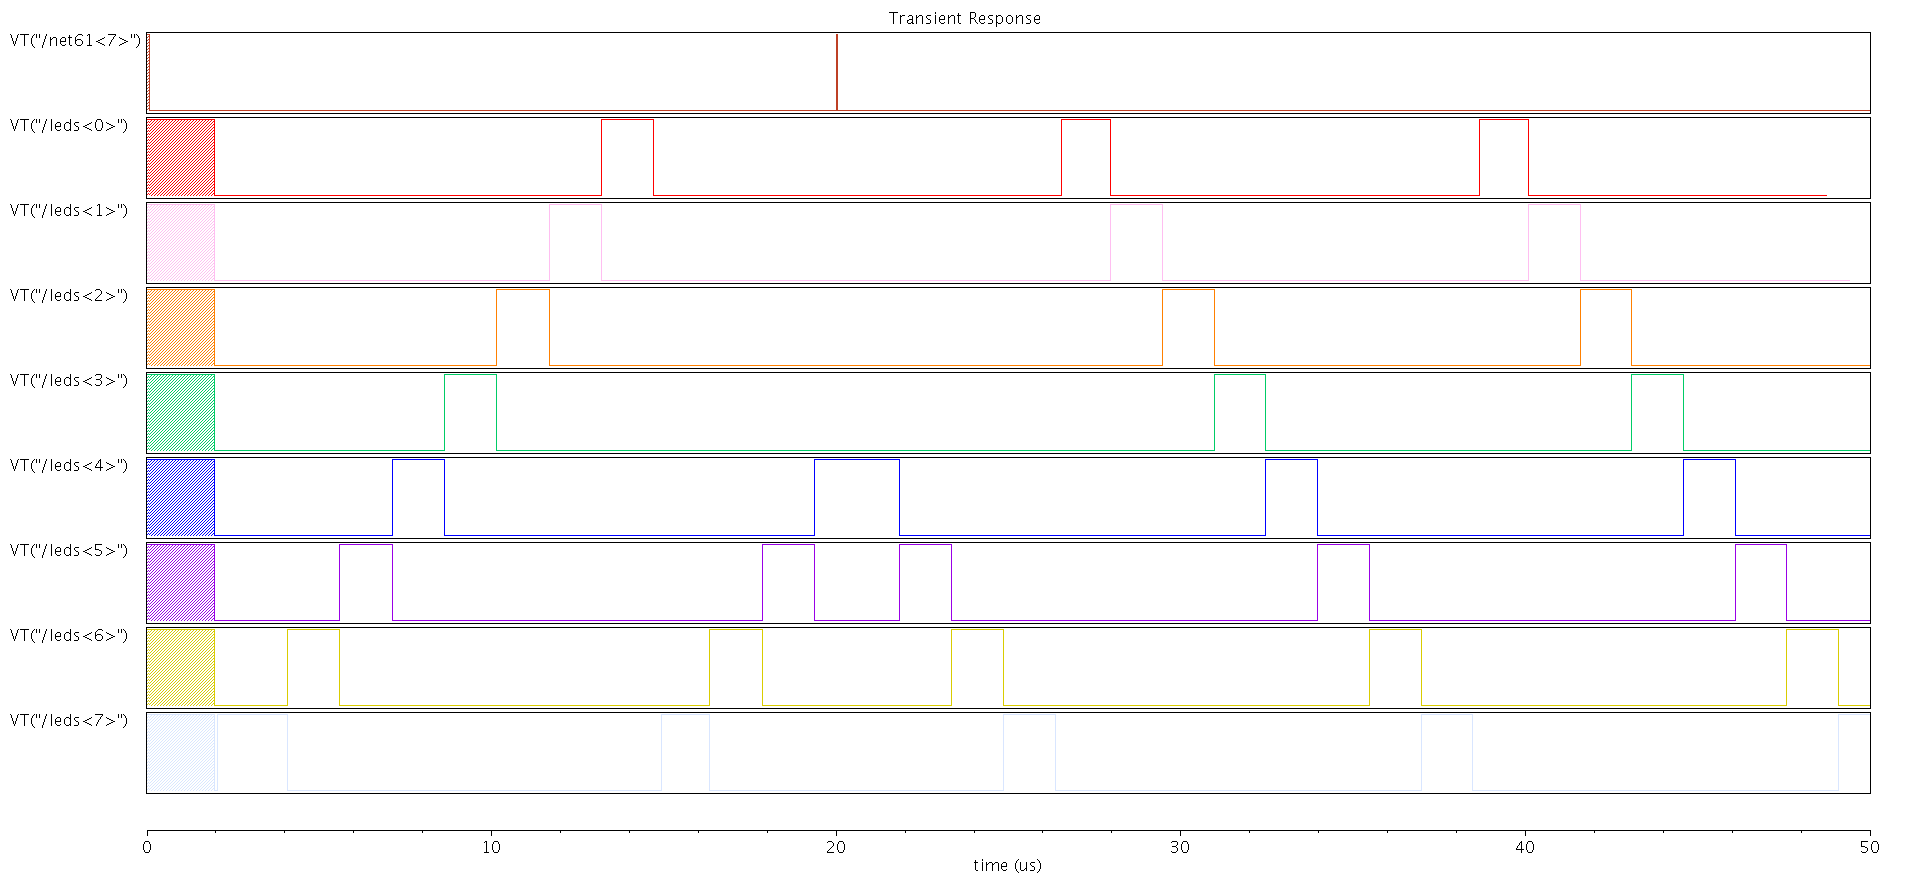 Transient Response
VT("/net61<7>")
VT("/leds<0>")
VT("/leds<1>")
VT("/leds<2>")
VT("/leds<3>")
VT("/leds<4>")
VT("/leds<5>")
VT("/leds<6>")
VT("/leds<7>")
0 10 20 30 40 50
time (us)